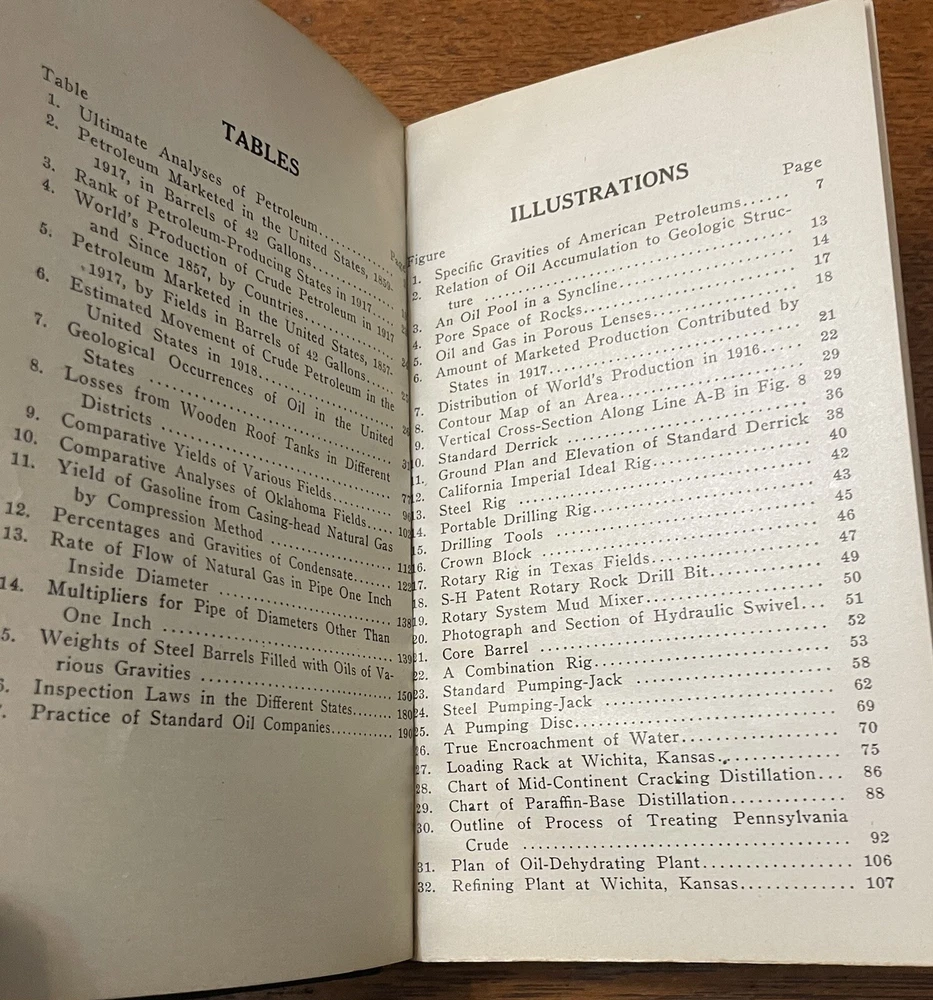 TABLES
Table
1. Ultimate Analyses of Petroleum
2. Petroleum Marketed in the United States, 1859-
1917, in Barrels of 42 Gallons
3. Rank of Petroleum-Producing States in 1917
4. World's Production of Crude Petroleum in 1917
and Since 1857, by Countries
5. Petroleum Marketed in the United States, 1857-
1917, by Fields in Barrels of 42 Gallons
6. Estimated Movement of Crude Petroleum in the
United States in 1918
7. Geological Occurrences of Oil in the United
States
8. Losses from Wooden Roof Tanks in Different
Districts
9. Comparative Yields of Various Fields
10. Comparative Analyses of Oklahoma Fields
11. Yield of Gasoline from Casing-head Natural Gas
by Compression Method
12. Percentages and Gravities of Condensate
13. Rate of Flow of Natural Gas in Pipe One Inch
Inside Diameter ........ 138
14. Multipliers for Pipe of Diameters Other Than
One Inch ........ 139
5. Weights of Steel Barrels Filled with Oils of Va-
rious Gravities ........ 150
Inspection Laws in the Different States........ 180
Practice of Standard Oil Companies........... 190
ILLUSTRATIONS
Figure Page
1. Specific Gravities of American Petroleums...... 7
2. Relation of Oil Accumulation to Geologic Struc-
ture ........ 13
3. An Oil Pool in a Syncline........ 14
4. Pore Space of Rocks........ 17
5. Oil and Gas in Porous Lenses........ 18
6. Amount of Marketed Production Contributed by
States in 1917........ 21
7. Distribution of World's Production in 1916..... 22
8. Contour Map of an Area........ 29
9. Vertical Cross-Section Along Line A-B in Fig. 8 29
10. Standard Derrick ........ 36
11. Ground Plan and Elevation of Standard Derrick 38
12. California Imperial Ideal Rig........ 40
13. Steel Rig ........ 42
14. Portable Drilling Rig........ 43
15. Drilling Tools ........ 45
16. Crown Block ........ 46
17. Rotary Rig in Texas Fields........ 47
18. S-H Patent Rotary Rock Drill Bit........ 49
19. Rotary System Mud Mixer........ 50
20. Photograph and Section of Hydraulic Swivel... 51
21. Core Barrel ........ 52
22. A Combination Rig........ 53
23. Standard Pumping-Jack ........ 58
24. Steel Pumping-Jack ........ 62
25. A Pumping Disc........ 69
26. True Encroachment of Water........ 70
27. Loading Rack at Wichita, Kansas........ 75
28. Chart of Mid-Continent Cracking Distillation... 86
29. Chart of Paraffin-Base Distillation............ 88
30. Outline of Process of Treating Pennsylvania
Crude ........ 92
31. Plan of Oil-Dehydrating Plant................ 106
32. Refining Plant at Wichita, Kansas............ 107